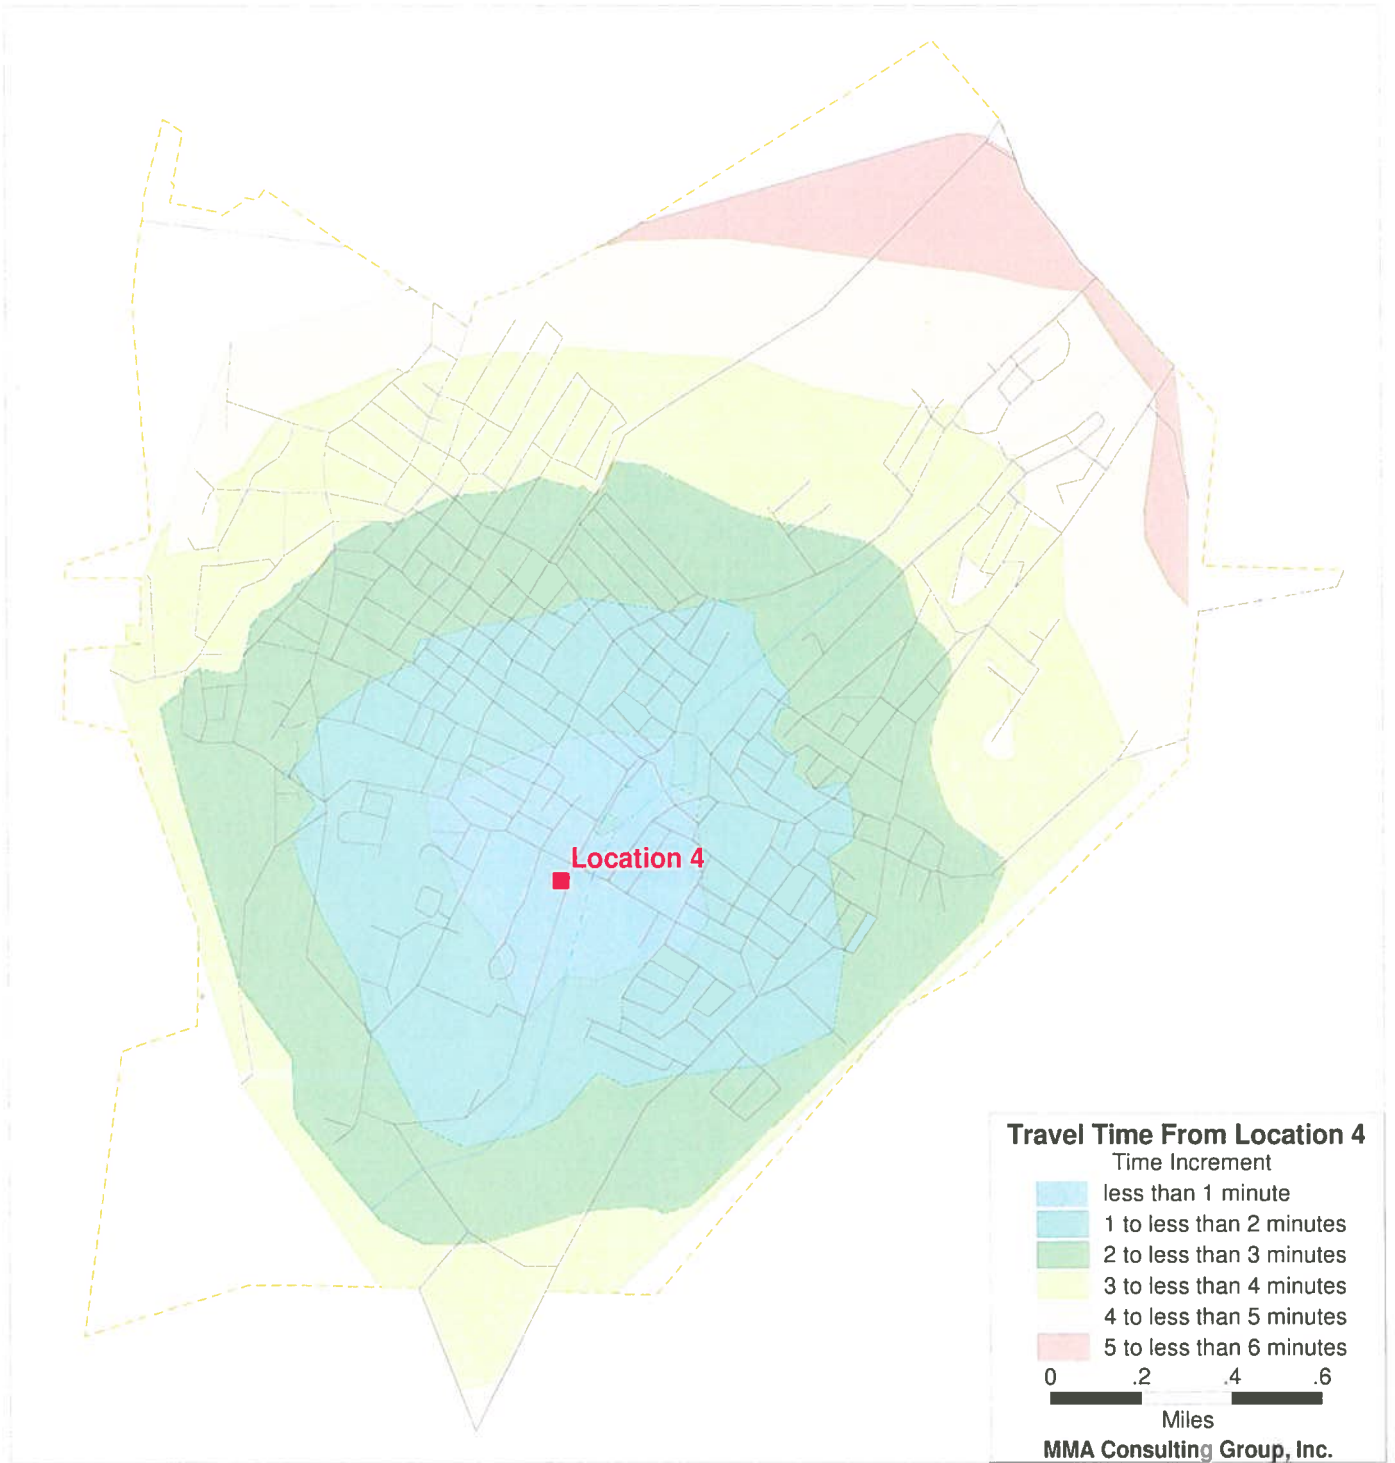 Location 4
Travel Time From Location 4
Time Increment
less than 1 minute
1 to less than 2 minutes
2 to less than 3 minutes
3 to less than 4 minutes
4 to less than 5 minutes
5 to less than 6 minutes
0 .2 .4 .6
Miles
MMA Consulting Group, Inc.